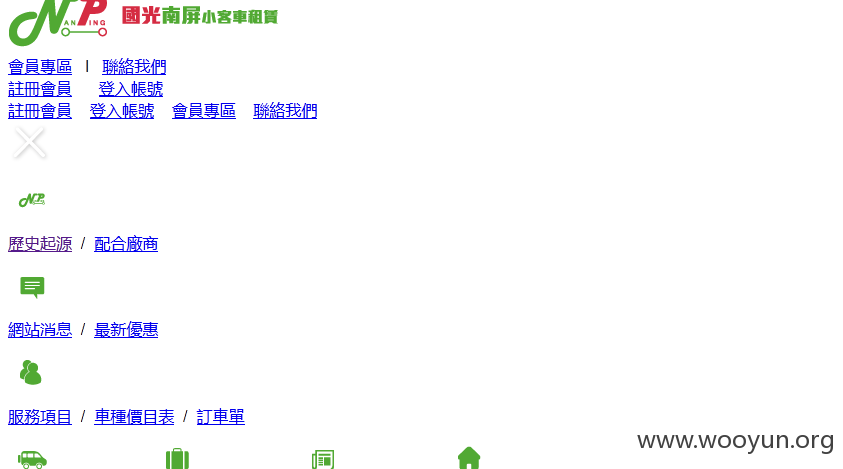 NP NANPING 國光南屏小客車租賃
會員專區 | 聯絡我們
註冊會員 登入帳號
註冊會員 登入帳號 會員專區 聯絡我們
NP
歷史起源 / 配合廠商
網站消息 / 最新優惠
服務項目 / 車種價目表 / 訂車單
www.wooyun.org